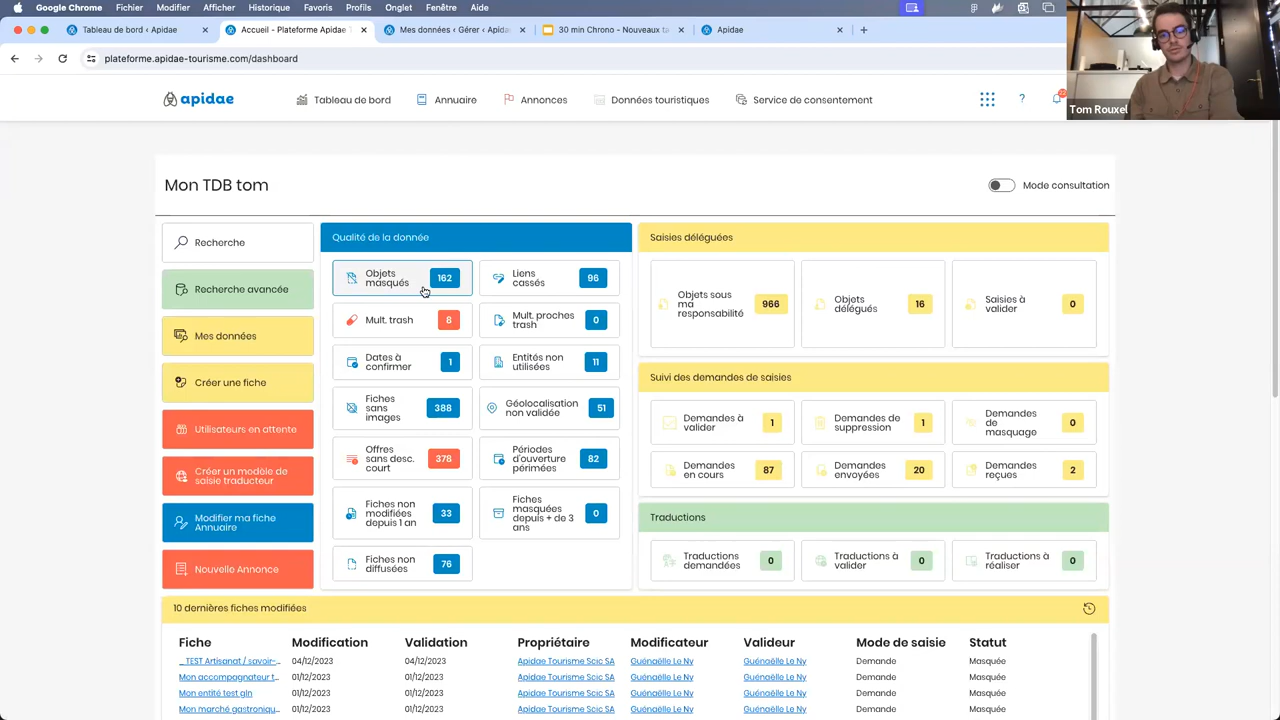 Google Chrome Fichier Modifier Afficher Historique Favoris Profils Onglet Fenêtre Aide
Tableau de bord ‹ Apidae
Accueil - Plateforme Apidae T
Mes données ‹ Gérer ‹ Apida
30 min Chrono - Nouveaux ta
Apidae
plateforme.apidae-tourisme.com/dashboard
Tom Rouxel
apidae
Tableau de bord
Annuaire
Annonces
Données touristiques
Service de consentement
?
Mon TDB tom
Mode consultation
Recherche
Recherche avancée
Mes données
Créer une fiche
Utilisateurs en attente
Créer un modèle de
saisie traducteur
Modifier ma fiche
Annuaire
Nouvelle Annonce
Qualité de la donnée
Objets
masqués
162
Liens
cassés
96
Mult. trash
8
Mult. proches
trash
0
Dates à
confirmer
1
Entités non
utilisées
11
Fiches
sans
images
388
Géolocalisation
non validée
51
Offres
sans desc.
court
378
Périodes
d'ouverture
périmées
82
Fiches non
modifiées
depuis 1 an
33
Fiches
masquées
depuis + de 3
ans
0
Fiches non
diffusées
76
Saisies déléguées
Objets sous
ma
responsabilité
966
Objets
délégués
16
Saisies à
valider
0
Suivi des demandes de saisies
Demandes à
valider
1
Demandes de
suppression
1
Demandes
de
masquage
0
Demandes
en cours
87
Demandes
envoyées
20
Demandes
reçues
2
Traductions
Traductions
demandées
0
Traductions à
valider
0
Traductions à
réaliser
0
10 dernières fiches modifiées
Fiche Modification Validation Propriétaire Modificateur Valideur Mode de saisie Statut
_ TEST Artisanat / savoir-... 04/12/2023 04/12/2023 Apidae Tourisme Scic SA Guénaëlle Le Ny Guénaëlle Le Ny Demande Masquée
Mon accompagnateur t... 01/12/2023 01/12/2023 Apidae Tourisme Scic SA Guénaëlle Le Ny Guénaëlle Le Ny Demande Masquée
Mon entité test gln 01/12/2023 01/12/2023 Apidae Tourisme Scic SA Guénaëlle Le Ny Guénaëlle Le Ny Demande Masquée
Mon marché gastroniqu... 01/12/2023 01/12/2023 Apidae Tourisme Scic SA Guénaëlle Le Ny Guénaëlle Le Ny Demande Masquée